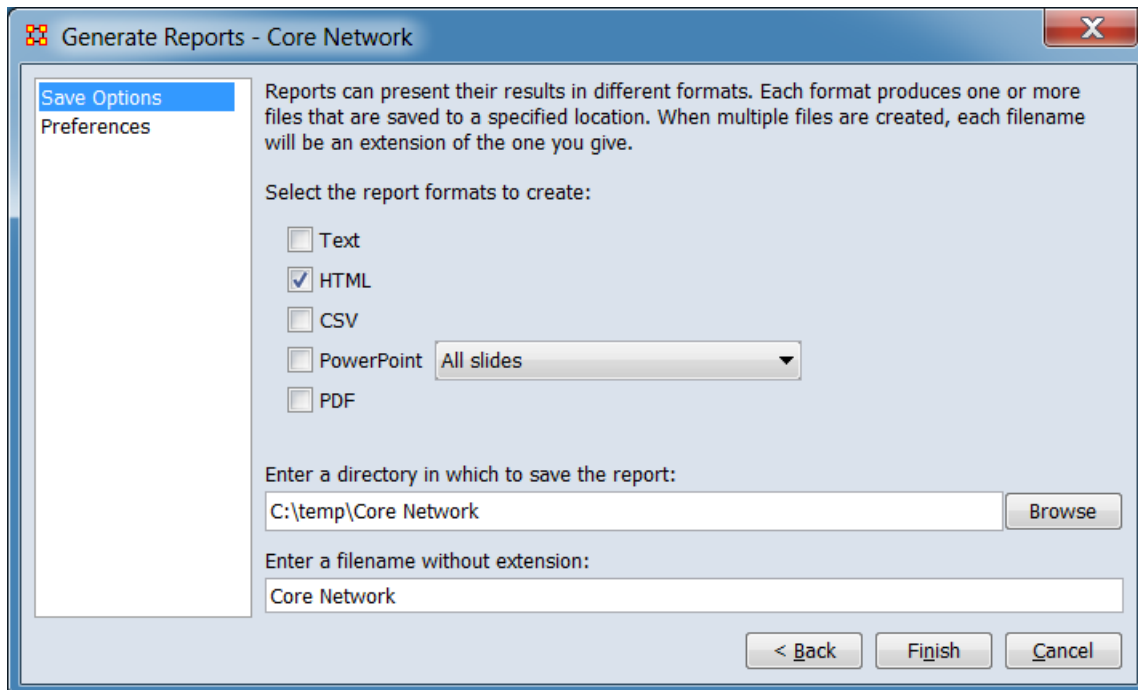 Generate Reports - Core Network
X
Save Options
Preferences
Reports can present their results in different formats. Each format produces one or more
files that are saved to a specified location. When multiple files are created, each filename
will be an extension of the one you give.
Select the report formats to create:
Text
HTML
CSV
PowerPoint All slides
PDF
Enter a directory in which to save the report:
C:\temp\Core Network Browse
Enter a filename without extension:
Core Network
< Back Finish Cancel